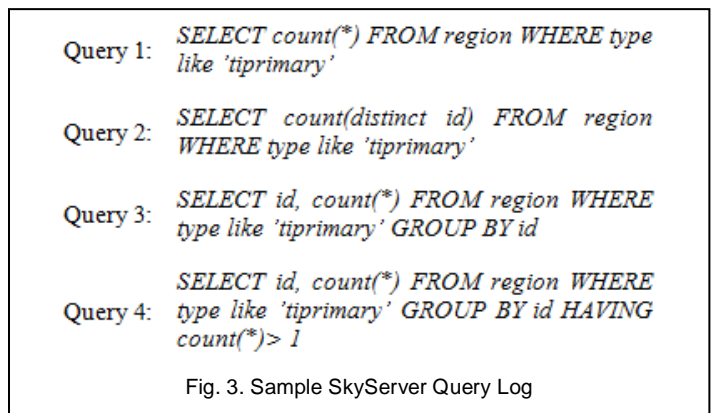 Query 1: SELECT count(*) FROM region WHERE type
like ’tiprimary’
Query 2: SELECT count(distinct id) FROM region
WHERE type like ’tiprimary’
Query 3: SELECT id, count(*) FROM region WHERE
type like ’tiprimary’ GROUP BY id
SELECT id, count(*) FROM region WHERE
Query 4: type like ’tiprimary’ GROUP BY id HAVING
count(*)> 1
Fig. 3. Sample SkyServer Query Log